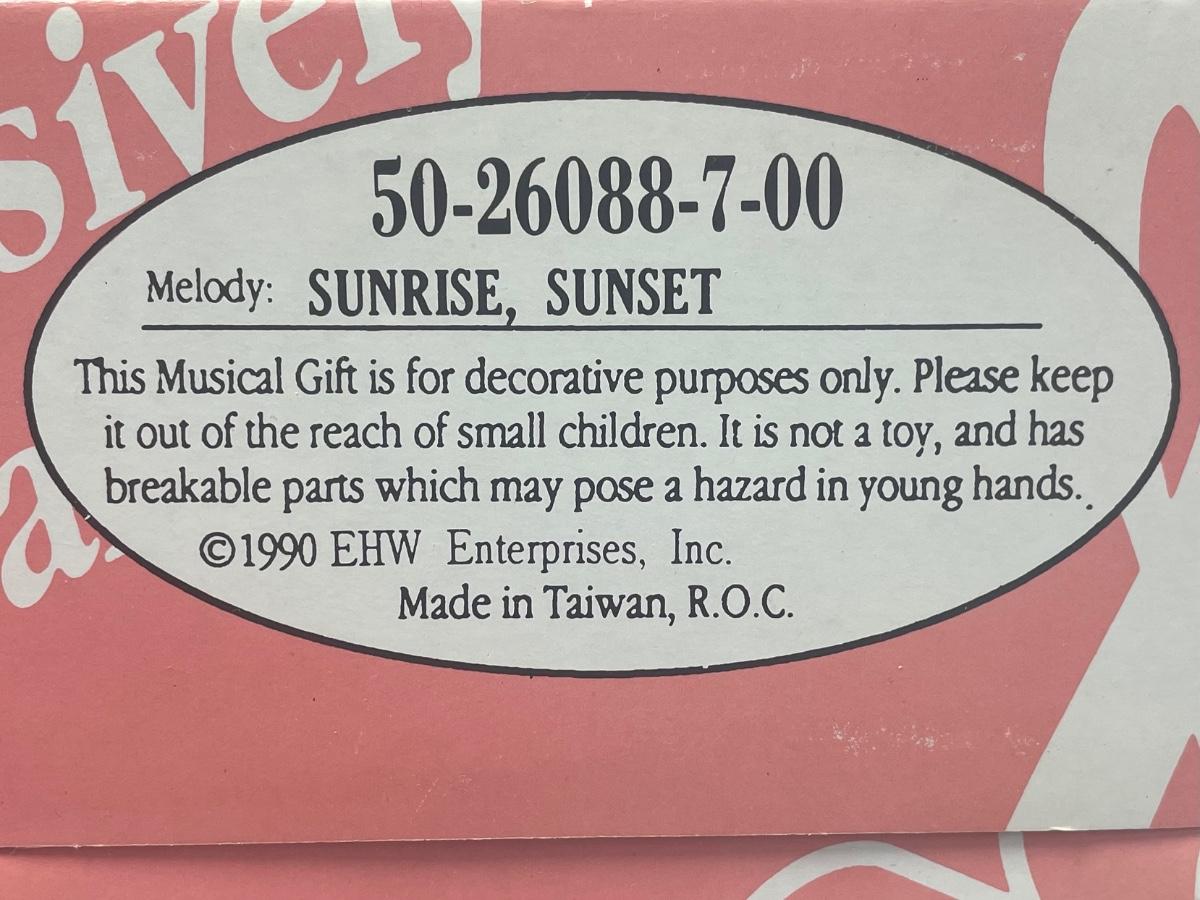 sively
50-26088-7-00
Melody: SUNRISE, SUNSET
This Musical Gift is for decorative purposes only. Please keep
it out of the reach of small children. It is not a toy, and has
breakable parts which may pose a hazard in young hands.
©1990 EHW Enterprises, Inc.
Made in Taiwan, R.O.C.